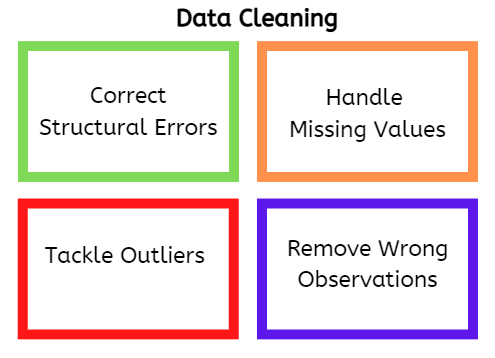 Data Cleaning
Correct
Structural Errors
Handle
Missing Values
Tackle Outliers
Remove Wrong
Observations